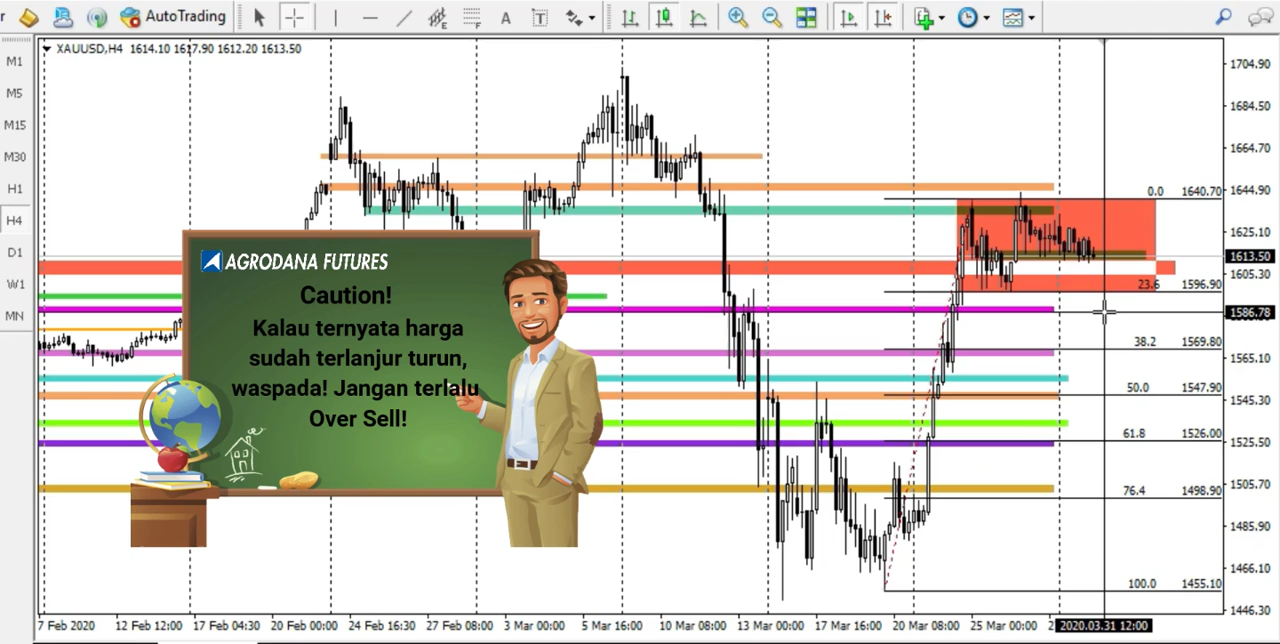 r
AutoTrading
E
F
A
T
M1
M5
M15
M30
H1
H4
D1
W1
MN
XAUUSD,H4 1614.10 1617.90 1612.20 1613.50
AGRODANA FUTURES
Caution!
Kalau ternyata harga
sudah terlanjur turun,
waspada! Jangan terlalu
Over Sell!
0.0 1640.70
23.6 1596.90
38.2 1569.80
50.0 1547.90
61.8 1526.00
76.4 1498.90
100.0 1455.10
1704.90
1684.50
1664.70
1644.90
1625.10
1613.50
1605.30
1586.78
1565.10
1545.30
1525.50
1505.70
1485.90
1466.10
1446.30
7 Feb 2020 12 Feb 12:00 17 Feb 04:30 20 Feb 00:00 24 Feb 16:30 27 Feb 08:00 3 Mar 00:00 5 Mar 16:00 10 Mar 08:00 13 Mar 00:00 17 Mar 16:00 20 Mar 08:00 25 Mar 00:00 2 2020.03.31 12:00